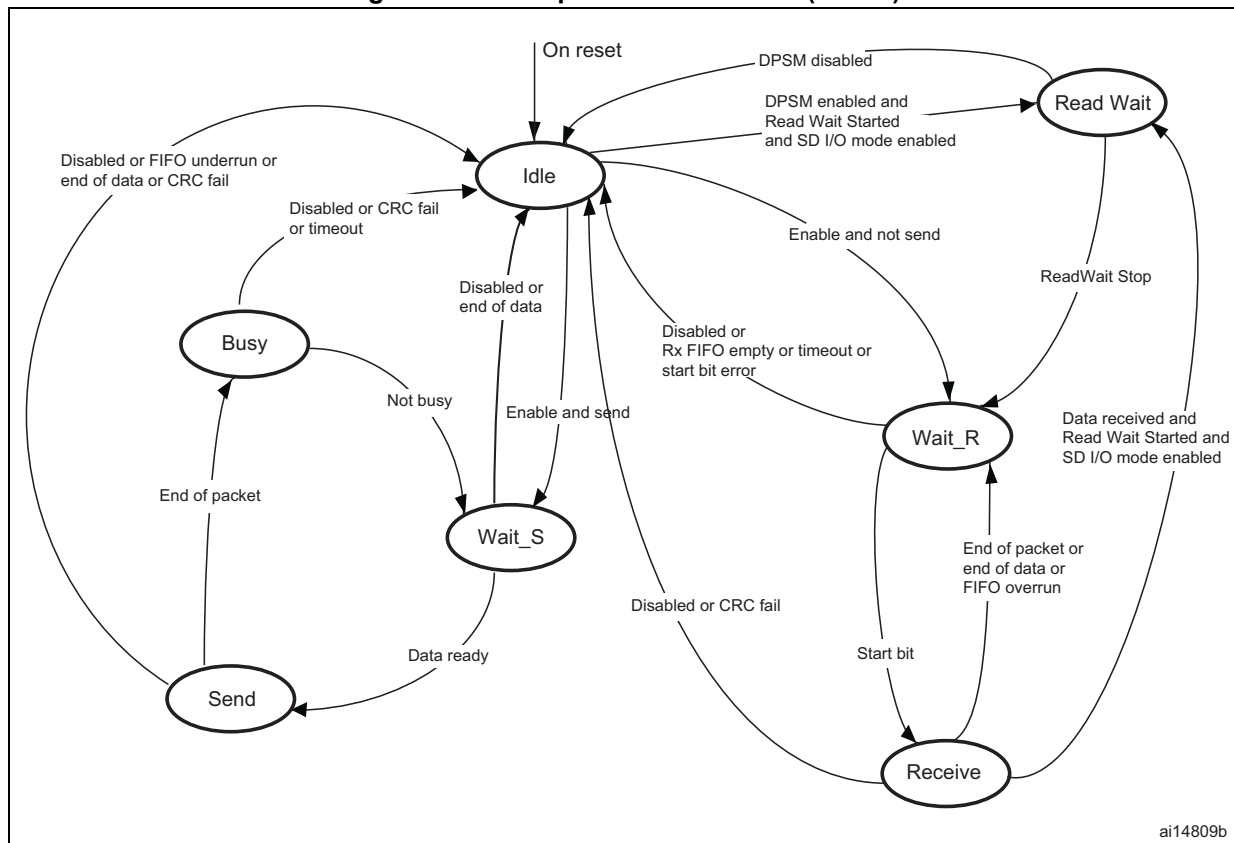 On reset
DPSM disabled
Read Wait
DPSM enabled and
Read Wait Started
and SD I/O mode enabled
Disabled or FIFO underrun or
end of data or CRC fail
Idle
Disabled or CRC fail
or timeout
Enable and not send
ReadWait Stop
Disabled or
end of data
Disabled or
Rx FIFO empty or timeout or
start bit error
Busy
Not busy
Enable and send
Data received and
Read Wait Started and
SD I/O mode enabled
Wait_R
End of packet
Wait_S
End of packet or
end of data or
FIFO overrun
Disabled or CRC fail
Data ready
Start bit
Send
Receive
ai14809b